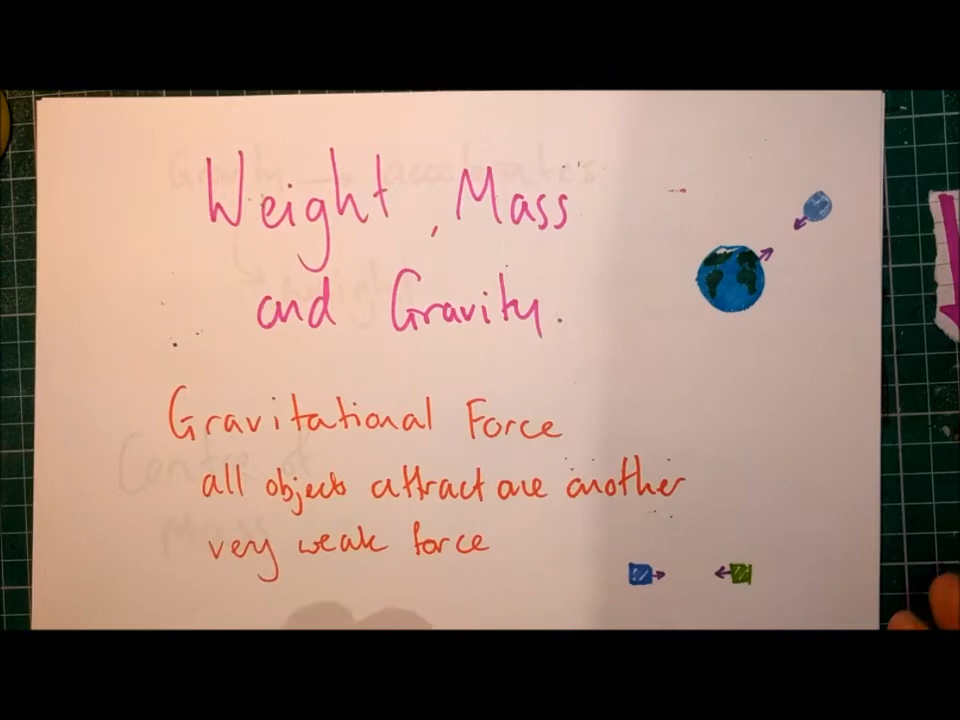 Weight, Mass
and Gravity.
Gravitational Force
all objects attract one another
very weak force